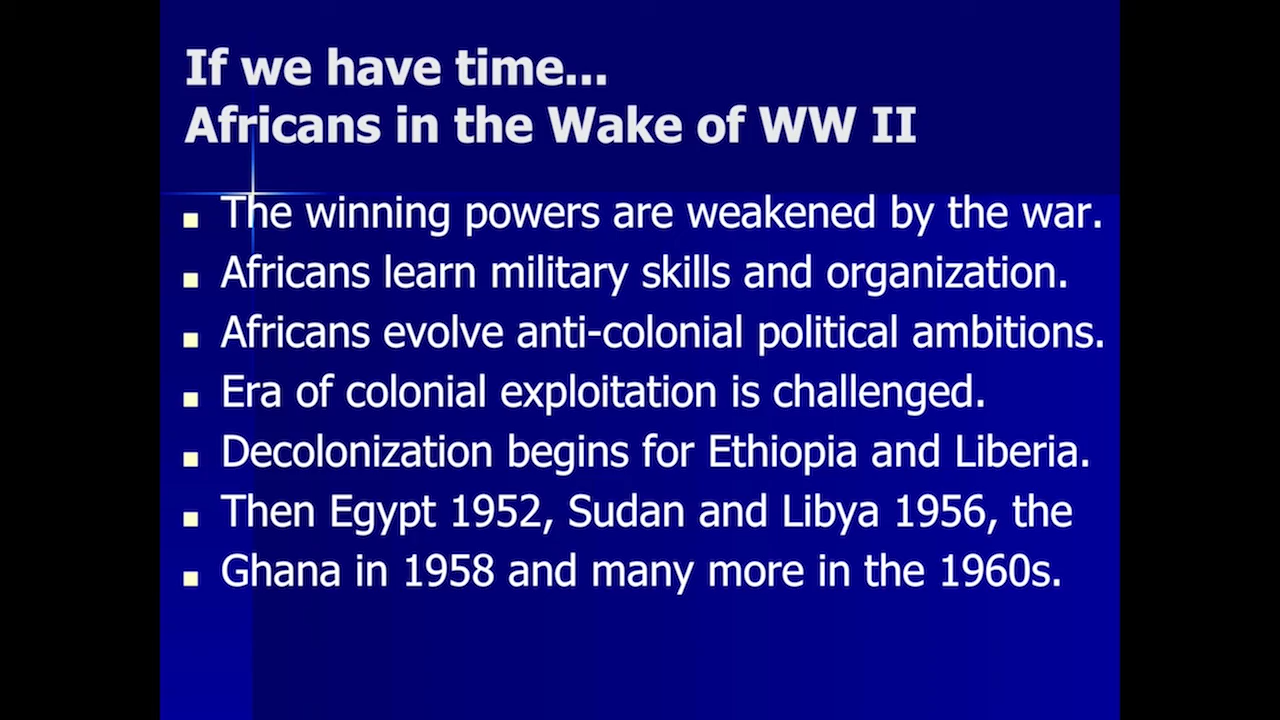 If we have time...
Africans in the Wake of WW II
The winning powers are weakened by the war.
Africans learn military skills and organization.
Africans evolve anti-colonial political ambitions.
Era of colonial exploitation is challenged.
Decolonization begins for Ethiopia and Liberia.
Then Egypt 1952, Sudan and Libya 1956, the
Ghana in 1958 and many more in the 1960s.